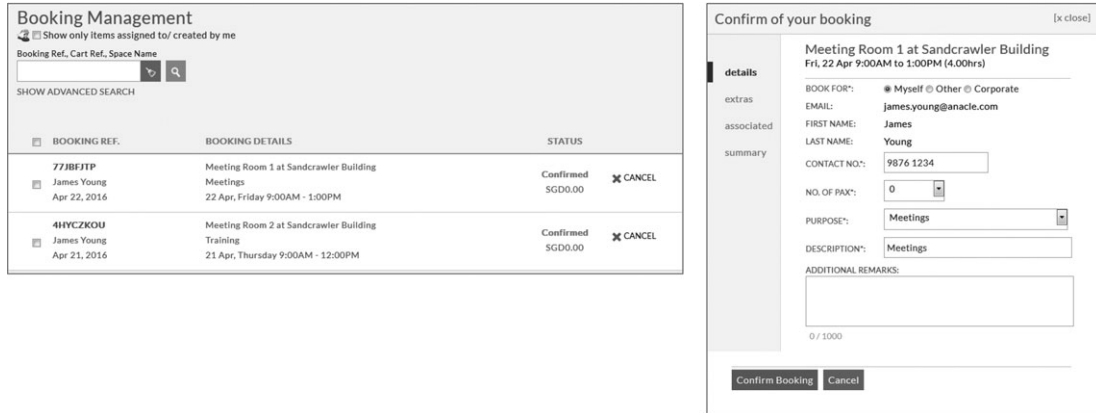 Booking Management
Show only items assigned to/ created by me
Booking Ref., Cart Ref., Space Name
SHOW ADVANCED SEARCH
BOOKING REF. BOOKING DETAILS STATUS
77JBFJTP Meeting Room 1 at Sandcrawler Building
James Young Meetings Confirmed CANCEL
Apr 22, 2016 22 Apr, Friday 9:00AM - 1:00PM SGD0.00
4HYCZKOU Meeting Room 2 at Sandcrawler Building
James Young Training Confirmed CANCEL
Apr 21, 2016 21 Apr, Thursday 9:00AM - 12:00PM SGD0.00
Confirm of your booking [x close]
details
extras
associated
summary
Meeting Room 1 at Sandcrawler Building
Fri, 22 Apr 9:00AM to 1:00PM (4.00hrs)
BOOK FOR*: Myself Other Corporate
EMAIL: james.young@anacle.com
FIRST NAME: James
LAST NAME: Young
CONTACT NO.*: 9876 1234
NO. OF PAX*: 0
PURPOSE*: Meetings
DESCRIPTION*: Meetings
ADDITIONAL REMARKS:
0 / 1000
Confirm Booking Cancel